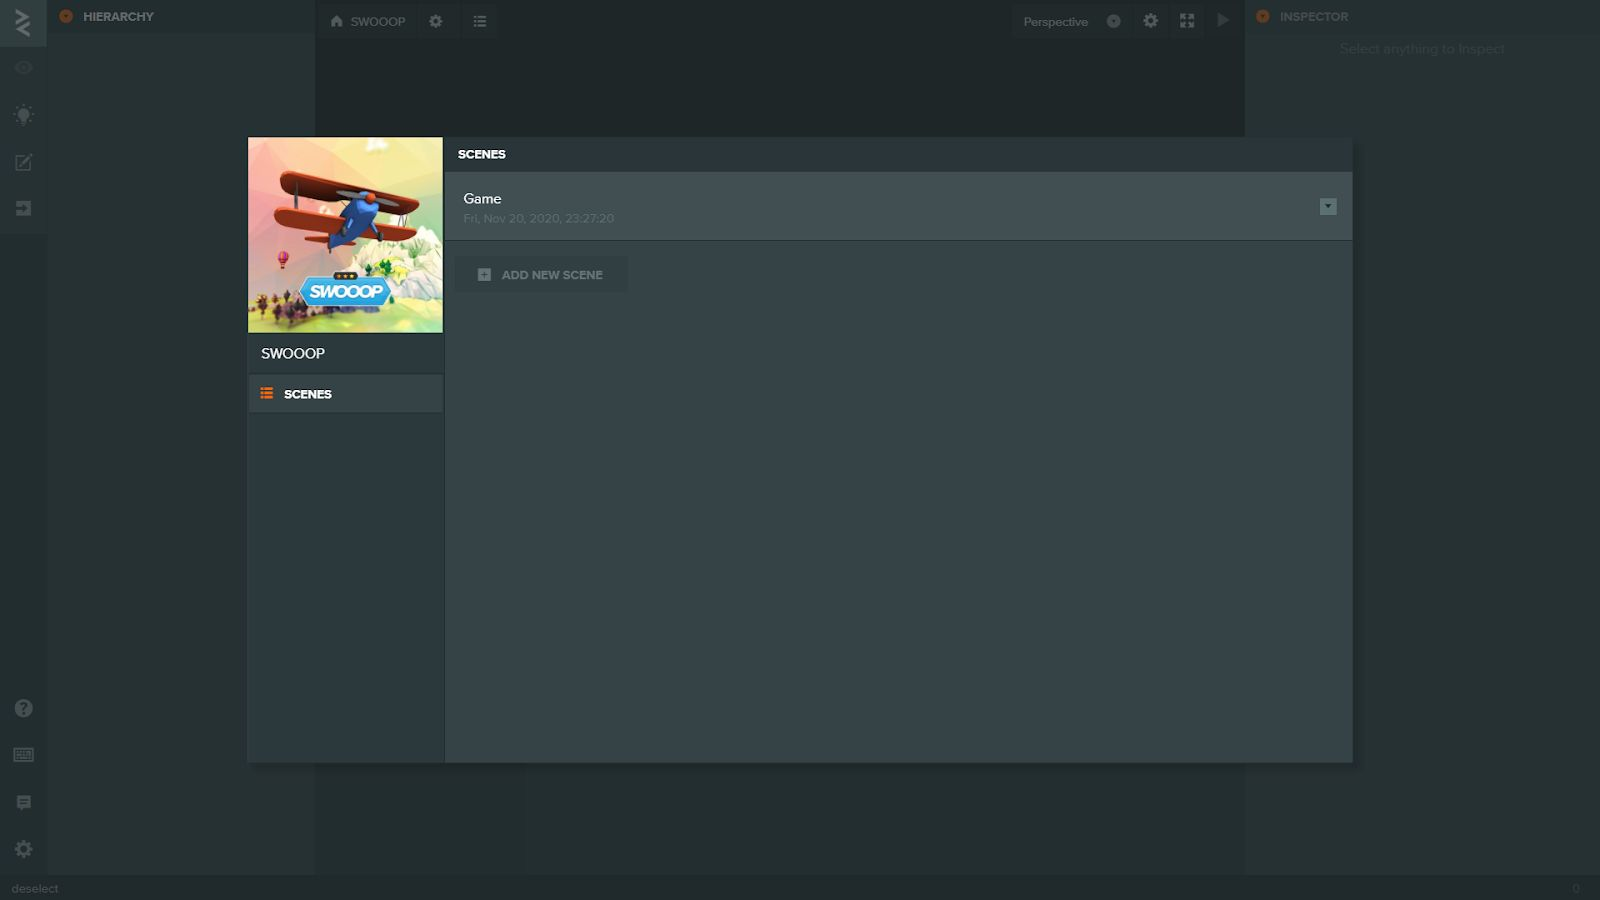 HIERARCHY
SWOOOP
Perspective
INSPECTOR
Select anything to Inspect
SCENES
Game
Fri, Nov 20, 2020, 23:27:20
ADD NEW SCENE
SWOOOP
SWOOOP
SCENES
deselect
0